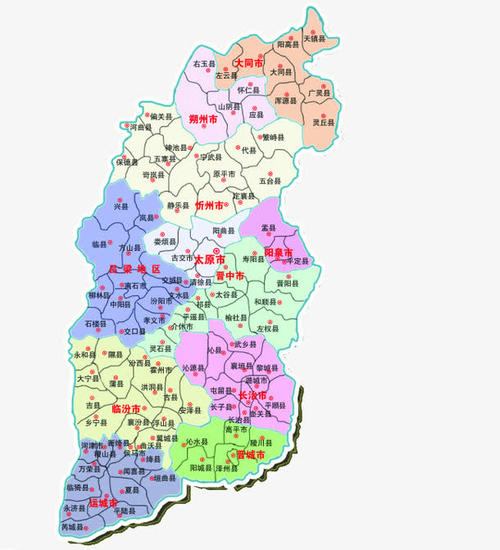 天镇县
阳高县
大同市
右玉县
左云县
大同县
怀仁县
广灵县
浑源县
山阴县
应县
朔州市
灵丘县
偏关县
河曲县
繁峙县
神池县
代县
宁武县
五寨县
保德县
岢岚县
原平市
五台县
定襄县
兴县
静乐县
忻州市
岚县
盂县
阳曲县
娄烦县
临县
方山县
阳泉市
古交市
太原市
寿阳县
平定县
吕梁地区
晋中市
交城县
清徐县
昔阳县
离石市
柳林县
文水县
太谷县
中阳县
汾阳市
祁县
和顺县
平遥县
孝义市
榆社县
石楼县
交口县
介休市
左权县
灵石县
武乡县
永和县
隰县
沁县
汾西县
霍州市
沁源县
襄垣县
黎城县
大宁县
蒲县
潞城市
洪洞县
屯留县
古县
长治市
平顺县
吉县
临汾市
安泽县
长子县
壶关县
长治县
乡宁县
襄汾县
浮山县
高平市
翼城县
沁水县
陵川县
河津市
新绛县
侯马市
曲沃县
稷山县
晋城市
绛县
万荣县
闻喜县
阳城县
泽州县
垣曲县
临猗县
夏县
运城市
永济市
平陆县
芮城县